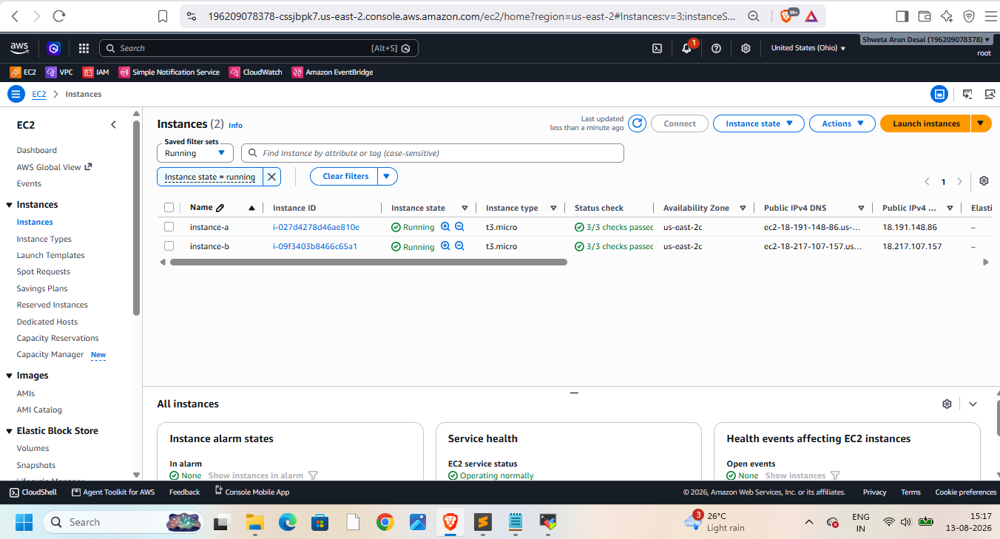 196209078378-cssjbpk7.us-east-2.console.aws.amazon.com/ec2/home?region=us-east-2#Instances:v=3;instanceS...
99+
aws
Search
[Alt+S]
1
United States (Ohio)
Shweta Arun Desai (196209078378)
root
EC2
VPC
IAM
Simple Notification Service
CloudWatch
Amazon EventBridge
EC2
Instances
EC2
Dashboard
AWS Global View
Events
Instances
Instances
Instance Types
Launch Templates
Spot Requests
Savings Plans
Reserved Instances
Dedicated Hosts
Capacity Reservations
Capacity Manager New
Images
AMIs
AMI Catalog
Elastic Block Store
Volumes
Snapshots
Lifecycle Manager
Instances (2) Info
Last updated
less than a minute ago
Connect
Instance state
Actions
Launch instances
Saved filter sets
Running
Find Instance by attribute or tag (case-sensitive)
Instance state = running
Clear filters
1
Name Instance ID Instance state Instance type Status check Availability Zone Public IPv4 DNS Public IPv4 ... Elasti
instance-a i-027d4278d46ae810e Running t3.micro 3/3 checks passed us-east-2c ec2-18-191-148-86.us-... 18.191.148.86 –
instance-b i-09f3403b8466c65a1 Running t3.micro 3/3 checks passed us-east-2c ec2-18-217-107-157.us... 18.217.107.157 –
All instances
Instance alarm states
In alarm
None Show instances in alarm
Service health
EC2 service status
Operating normally
Health events affecting EC2 instances
Open events
None Show instances
CloudShell
Agent Toolkit for AWS
Feedback
Console Mobile App
© 2026, Amazon Web Services, Inc. or its affiliates.
Privacy
Terms
Cookie preferences
Search
3
26°C
Light rain
ENG
IN
15:17
13-08-2026